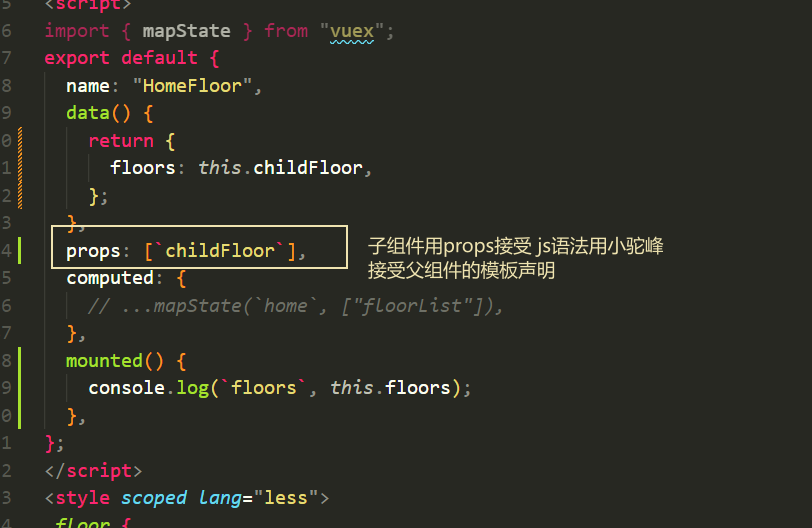 5 <script>
6 import { mapState } from "vuex";
7 export default {
8 name: "HomeFloor",
9 data() {
0 return {
1 floors: this.childFloor,
2 };
3 },
4 props: [`childFloor`],
子组件用props接受 js语法用小驼峰
接受父组件的模板声明
5 computed: {
6 // ...mapState(`home`, ["floorList"]),
7 },
8 mounted() {
9 console.log(`floors`, this.floors);
0 },
1 };
2 </script>
3 <style scoped lang="less">
4 .floor {